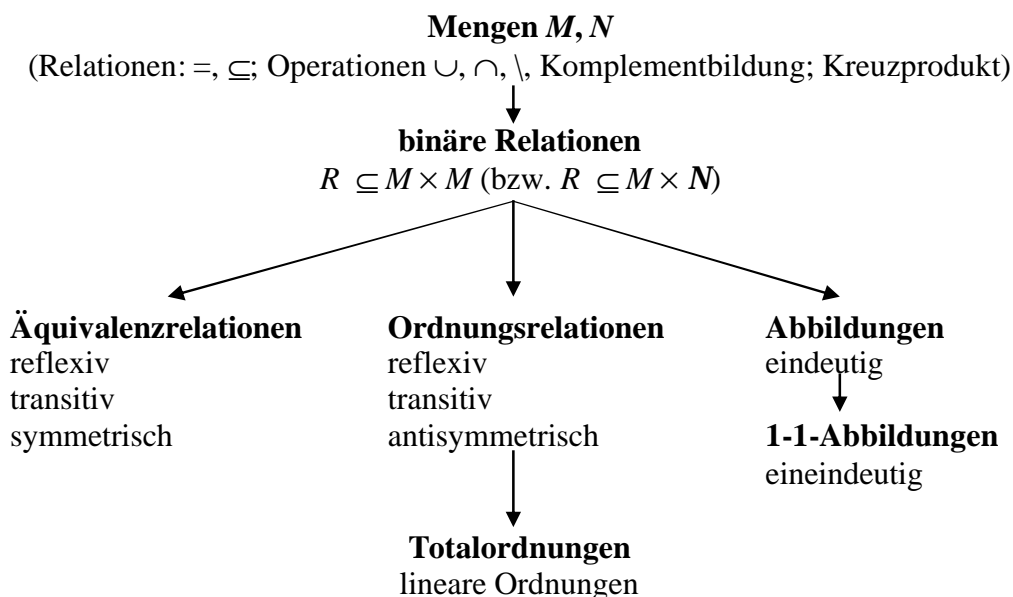 Mengen M, N
(Relationen: =, ⊆; Operationen ∪, ∩, \, Komplementbildung; Kreuzprodukt)
binäre Relationen
R ⊆ M × M (bzw. R ⊆ M × N)
Äquivalenzrelationen
reflexiv
transitiv
symmetrisch
Ordnungsrelationen
reflexiv
transitiv
antisymmetrisch
Totalordnungen
lineare Ordnungen
Abbildungen
eindeutig
1-1-Abbildungen
eineindeutig